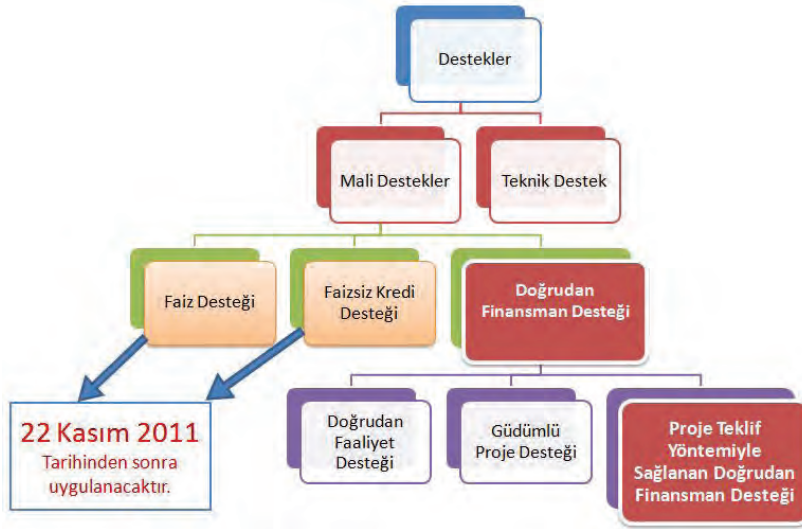 Destekler
Mali Destekler
Teknik Destek
Faiz Desteği
Faizsiz Kredi
Desteği
Doğrudan
Finansman Desteği
22 Kasım 2011
Tarihinden sonra
uygulanacaktır.
Doğrudan
Faaliyet
Desteği
Güdümlü
Proje Desteği
Proje Teklif
Yöntemiyle
Sağlanan Doğrudan
Finansman Desteği